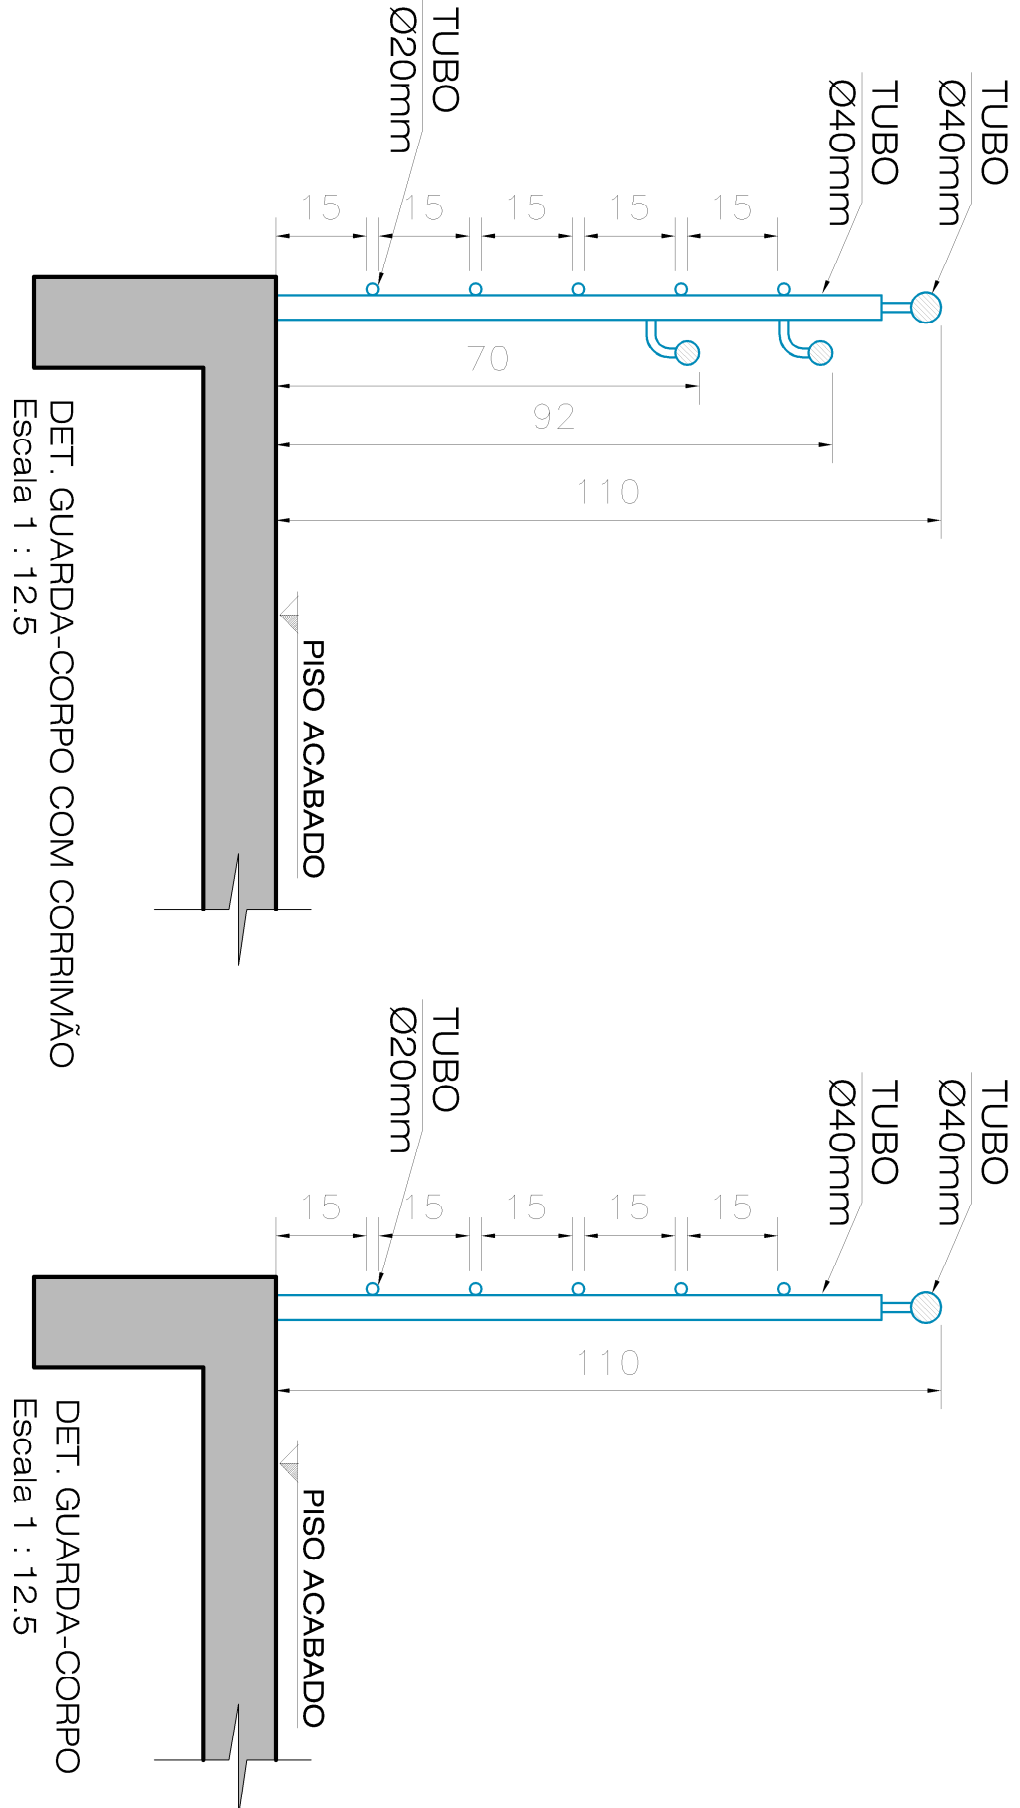 TUBO
Ø40mm
TUBO
Ø40mm
TUBO
Ø20mm
15
15
15
15
15
70
92
110
PISO ACABADO
DET. GUARDA-CORPO COM CORRIMÃO
Escala 1 : 12.5
TUBO
Ø40mm
TUBO
Ø40mm
TUBO
Ø20mm
15
15
15
15
15
110
PISO ACABADO
DET. GUARDA-CORPO
Escala 1 : 12.5